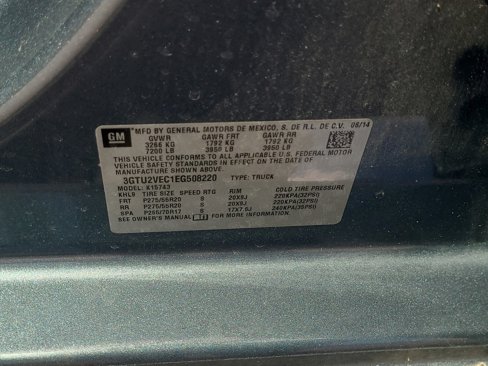 GM
MFD BY GENERAL MOTORS DE MEXICO, S. DE R.L. DE C.V. 06/14
GVWR GAWR FRT GAWR RR
3266 KG 1792 KG 1792 KG
7200 LB 3950 LB 3950 LB
THIS VEHICLE CONFORMS TO ALL APPLICABLE U.S. FEDERAL MOTOR
VEHICLE SAFETY STANDARDS IN EFFECT ON THE DATE OF
MANUFACTURE SHOWN ABOVE.
3GTU2VEC1EG508220 TYPE: TRUCK
MODEL: K15743
KHL9 TIRE SIZE SPEED RTG RIM COLD TIRE PRESSURE
FRT P275/55R20 S 20X9J 220KPA(32PSI)
RR P275/55R20 S 20X9J 220KPA(32PSI)
SPA P255/70R17 S 17X7.5J 240KPA(35PSI)
SEE OWNER'S MANUAL FOR MORE INFORMATION.